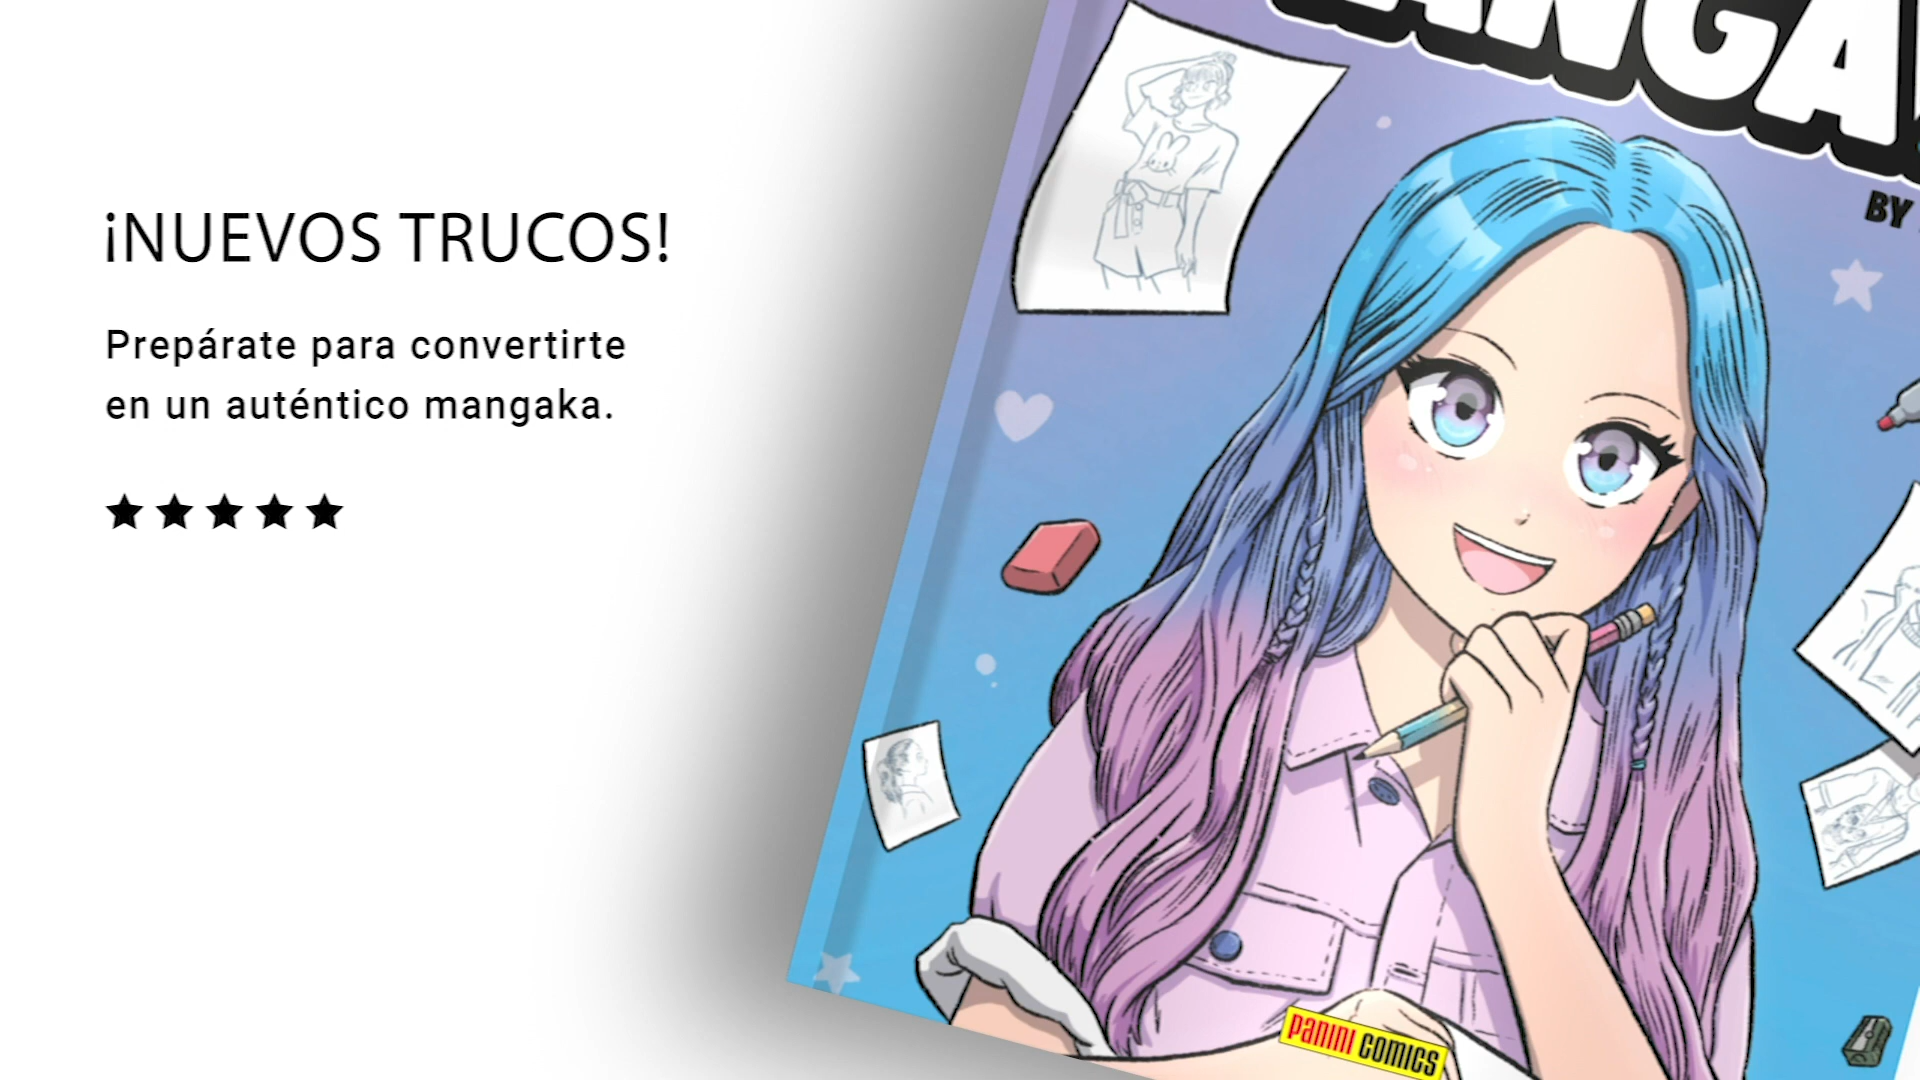 ¡NUEVOS TRUCOS!
Prepárate para convertirte
en un auténtico mangaka.
BY
PANINI COMICS